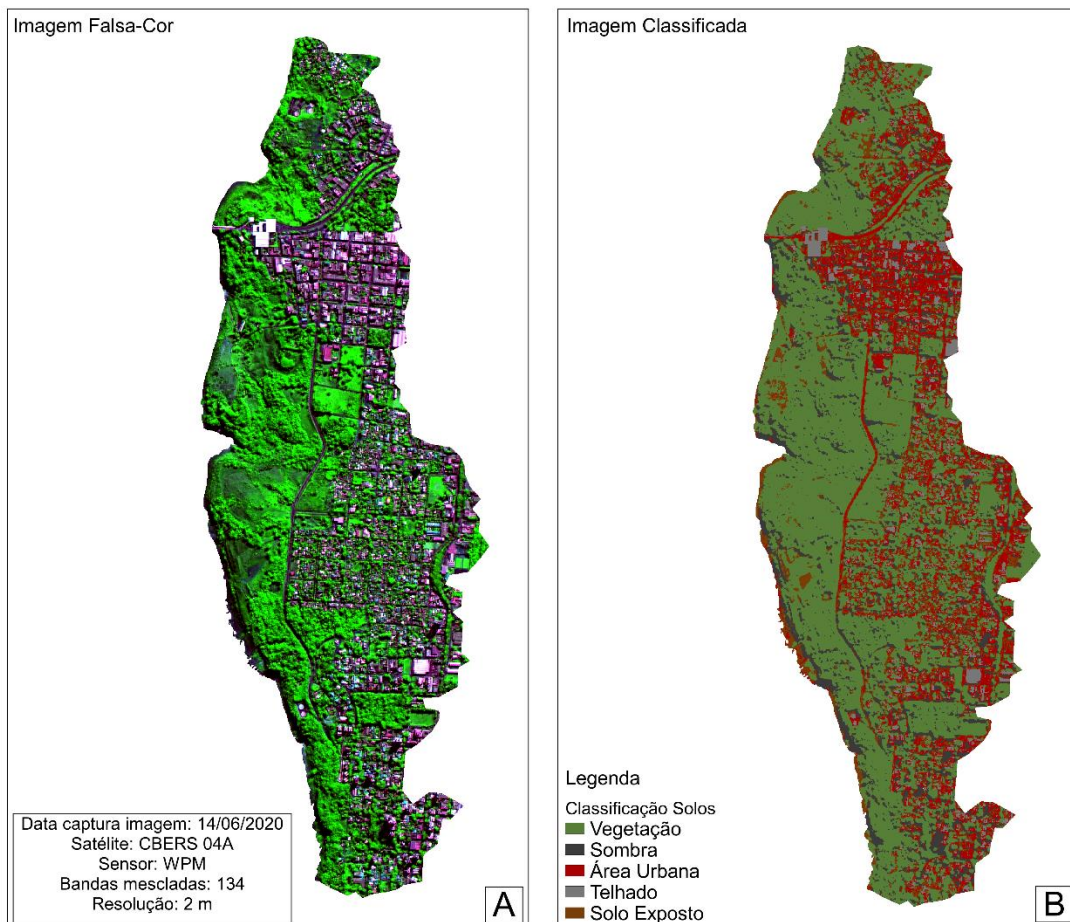 Imagem Falsa-Cor
Data captura imagem: 14/06/2020
Satélite: CBERS 04A
Sensor: WPM
Bandas mescladas: 134
Resolução: 2 m
A
Imagem Classificada
Legenda
Classificação Solos
Vegetação
Sombra
Área Urbana
Telhado
Solo Exposto
B